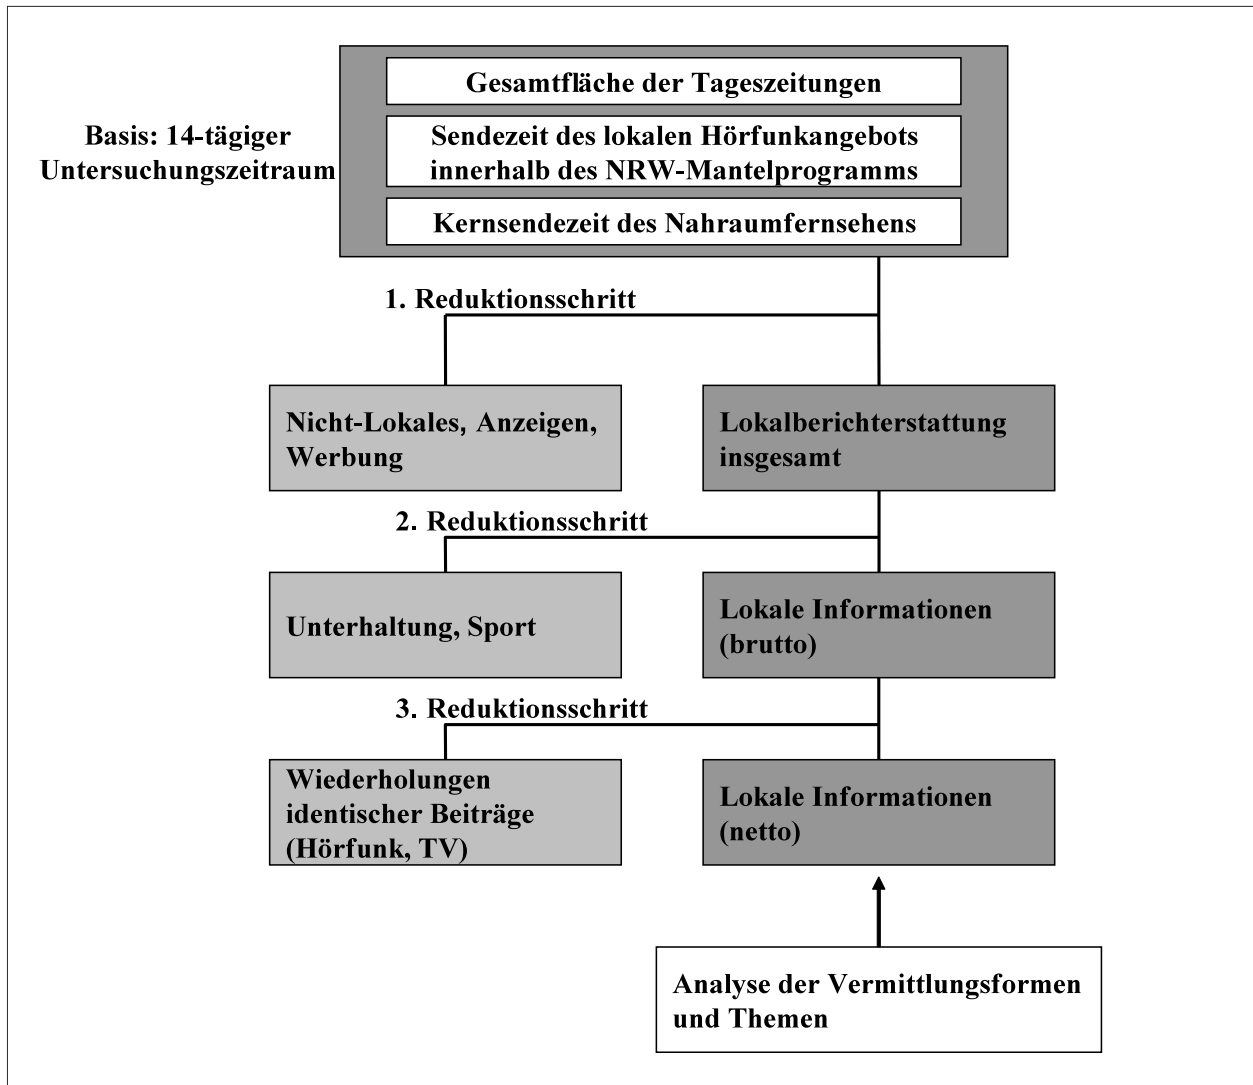 Gesamtfläche der Tageszeitungen
Basis: 14-tägiger
Untersuchungszeitraum
Sendezeit des lokalen Hörfunkangebots
innerhalb des NRW-Mantelprogramms
Kernsendezeit des Nahraumfernsehens
1. Reduktionsschritt
Nicht-Lokales, Anzeigen,
Werbung
Lokalberichterstattung
insgesamt
2. Reduktionsschritt
Unterhaltung, Sport
Lokale Informationen
(brutto)
3. Reduktionsschritt
Wiederholungen
identischer Beiträge
(Hörfunk, TV)
Lokale Informationen
(netto)
Analyse der Vermittlungsformen
und Themen